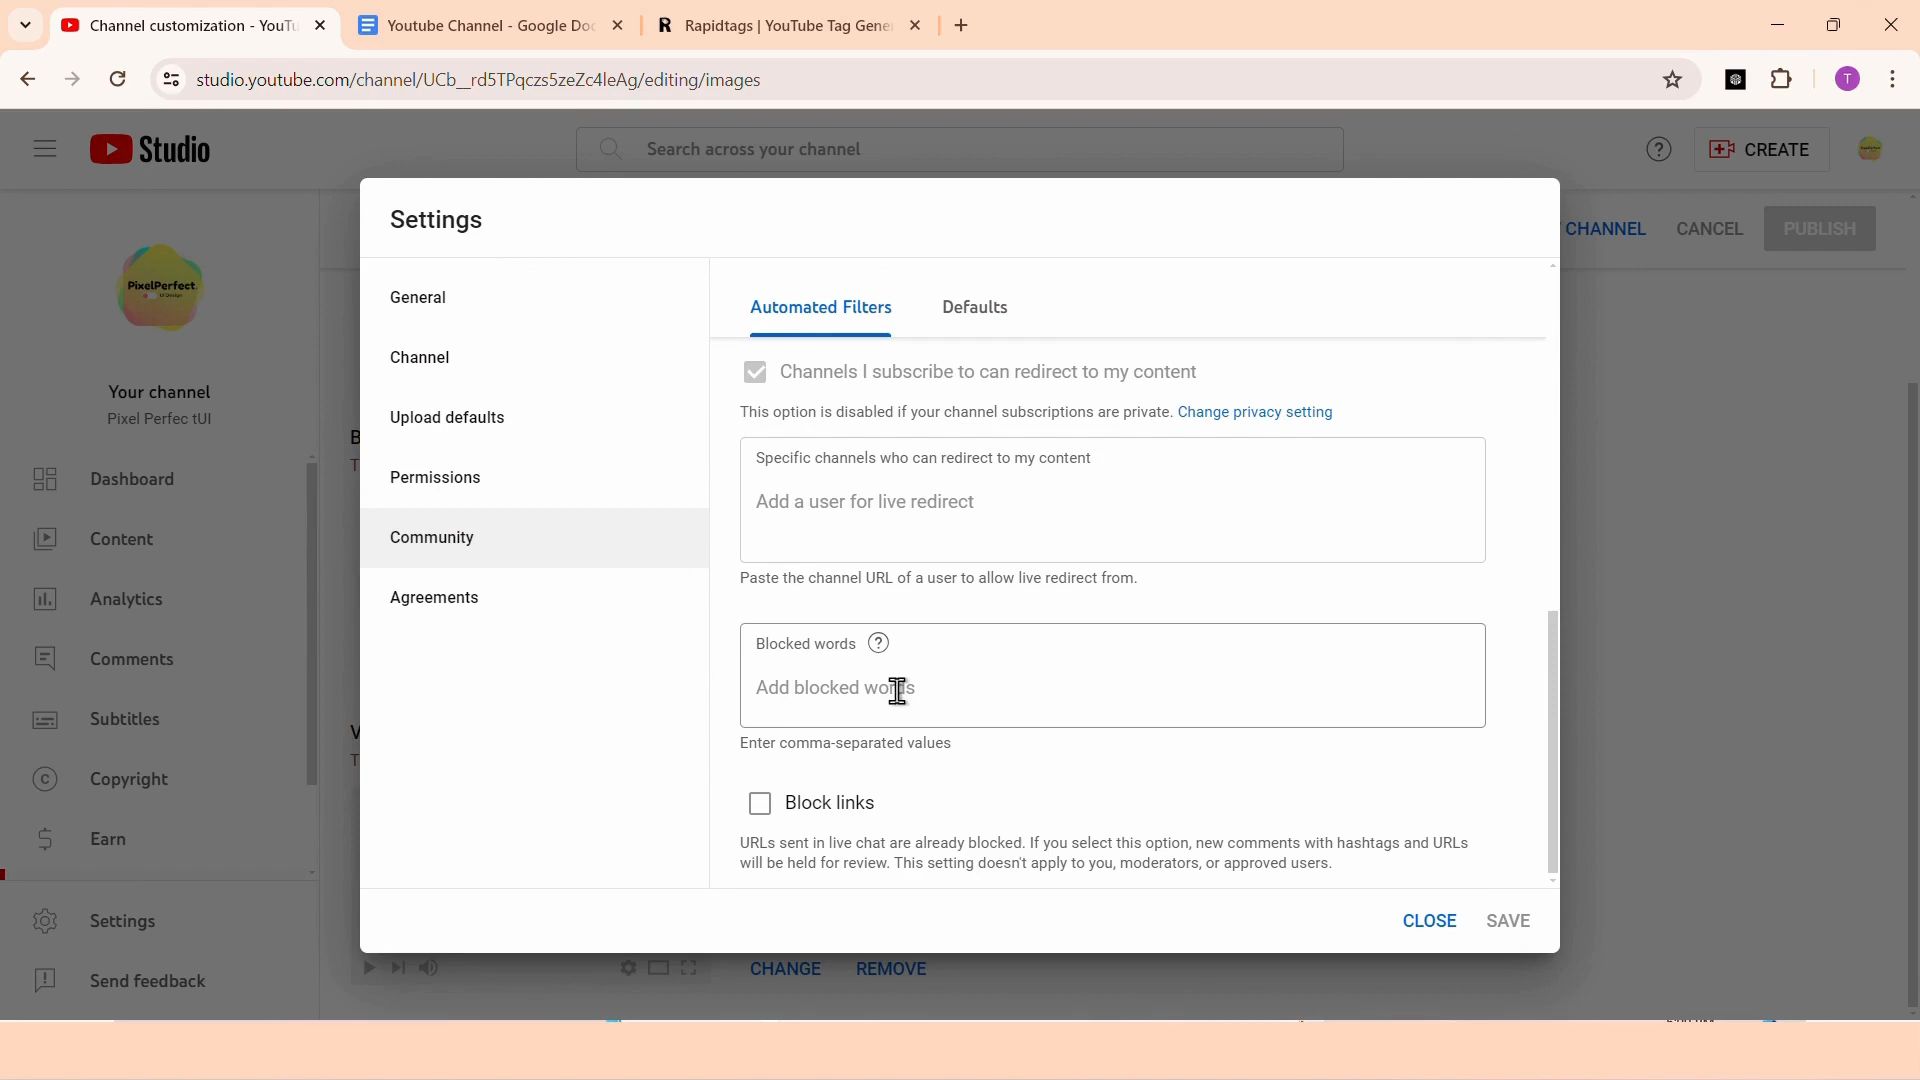 Channel customization - YouTu
Youtube Channel - Google Doc
Rapidtags | YouTube Tag Gene
studio.youtube.com/channel/UCb__rd5TPqczs5zeZc4leAg/editing/images
T
Studio
Search across your channel
CREATE
CHANNEL
CANCEL
PUBLISH
PixelPerfect.
UI Design
Your channel
Pixel Perfec tUI
Dashboard
Content
Analytics
Comments
Subtitles
Copyright
Earn
Settings
Send feedback
Settings
General
Channel
Upload defaults
Permissions
Community
Agreements
Automated Filters
Defaults
Channels I subscribe to can redirect to my content
This option is disabled if your channel subscriptions are private. Change privacy setting
Specific channels who can redirect to my content
Add a user for live redirect
Paste the channel URL of a user to allow live redirect from.
Blocked words
Add blocked words
Enter comma-separated values
Block links
URLs sent in live chat are already blocked. If you select this option, new comments with hashtags and URLs
will be held for review. This setting doesn't apply to you, moderators, or approved users.
CLOSE
SAVE
CHANGE
REMOVE